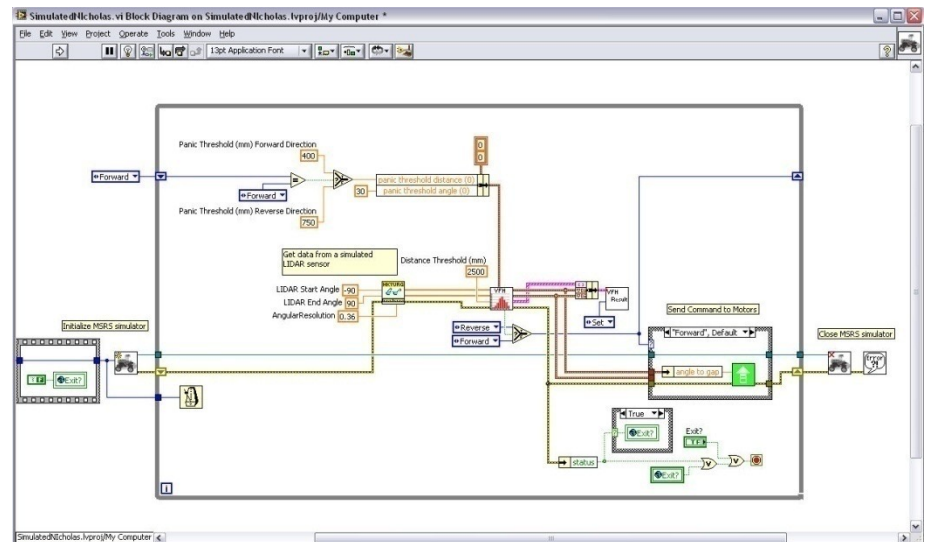 SimulatedNIcholas.vi Block Diagram on SimulatedNIcholas.lvproj/My Computer *
File Edit View Project Operate Tools Window Help
13pt Application Font
Panic Threshold (mm) Forward Direction
400
Forward
=
Forward
Panic Threshold (mm) Reverse Direction
750
30
panic threshold distance (0)
panic threshold angle (0)
0
0
Get data from a simulated
LIDAR sensor
Distance Threshold (mm)
2500
LIDAR Start Angle -90
LIDAR End Angle 90
AngularResolution 0.36
VFH
VFH
Result
Set
Reverse
Forward
Send Command to Motors
"Forward", Default
angle to gap
Initialize MSRS simulator
Exit?
Close MSRS simulator
Error
True
Exit?
Exit?
TF
status
Exit?
i
SimulatedNIcholas.lvproj/My Computer